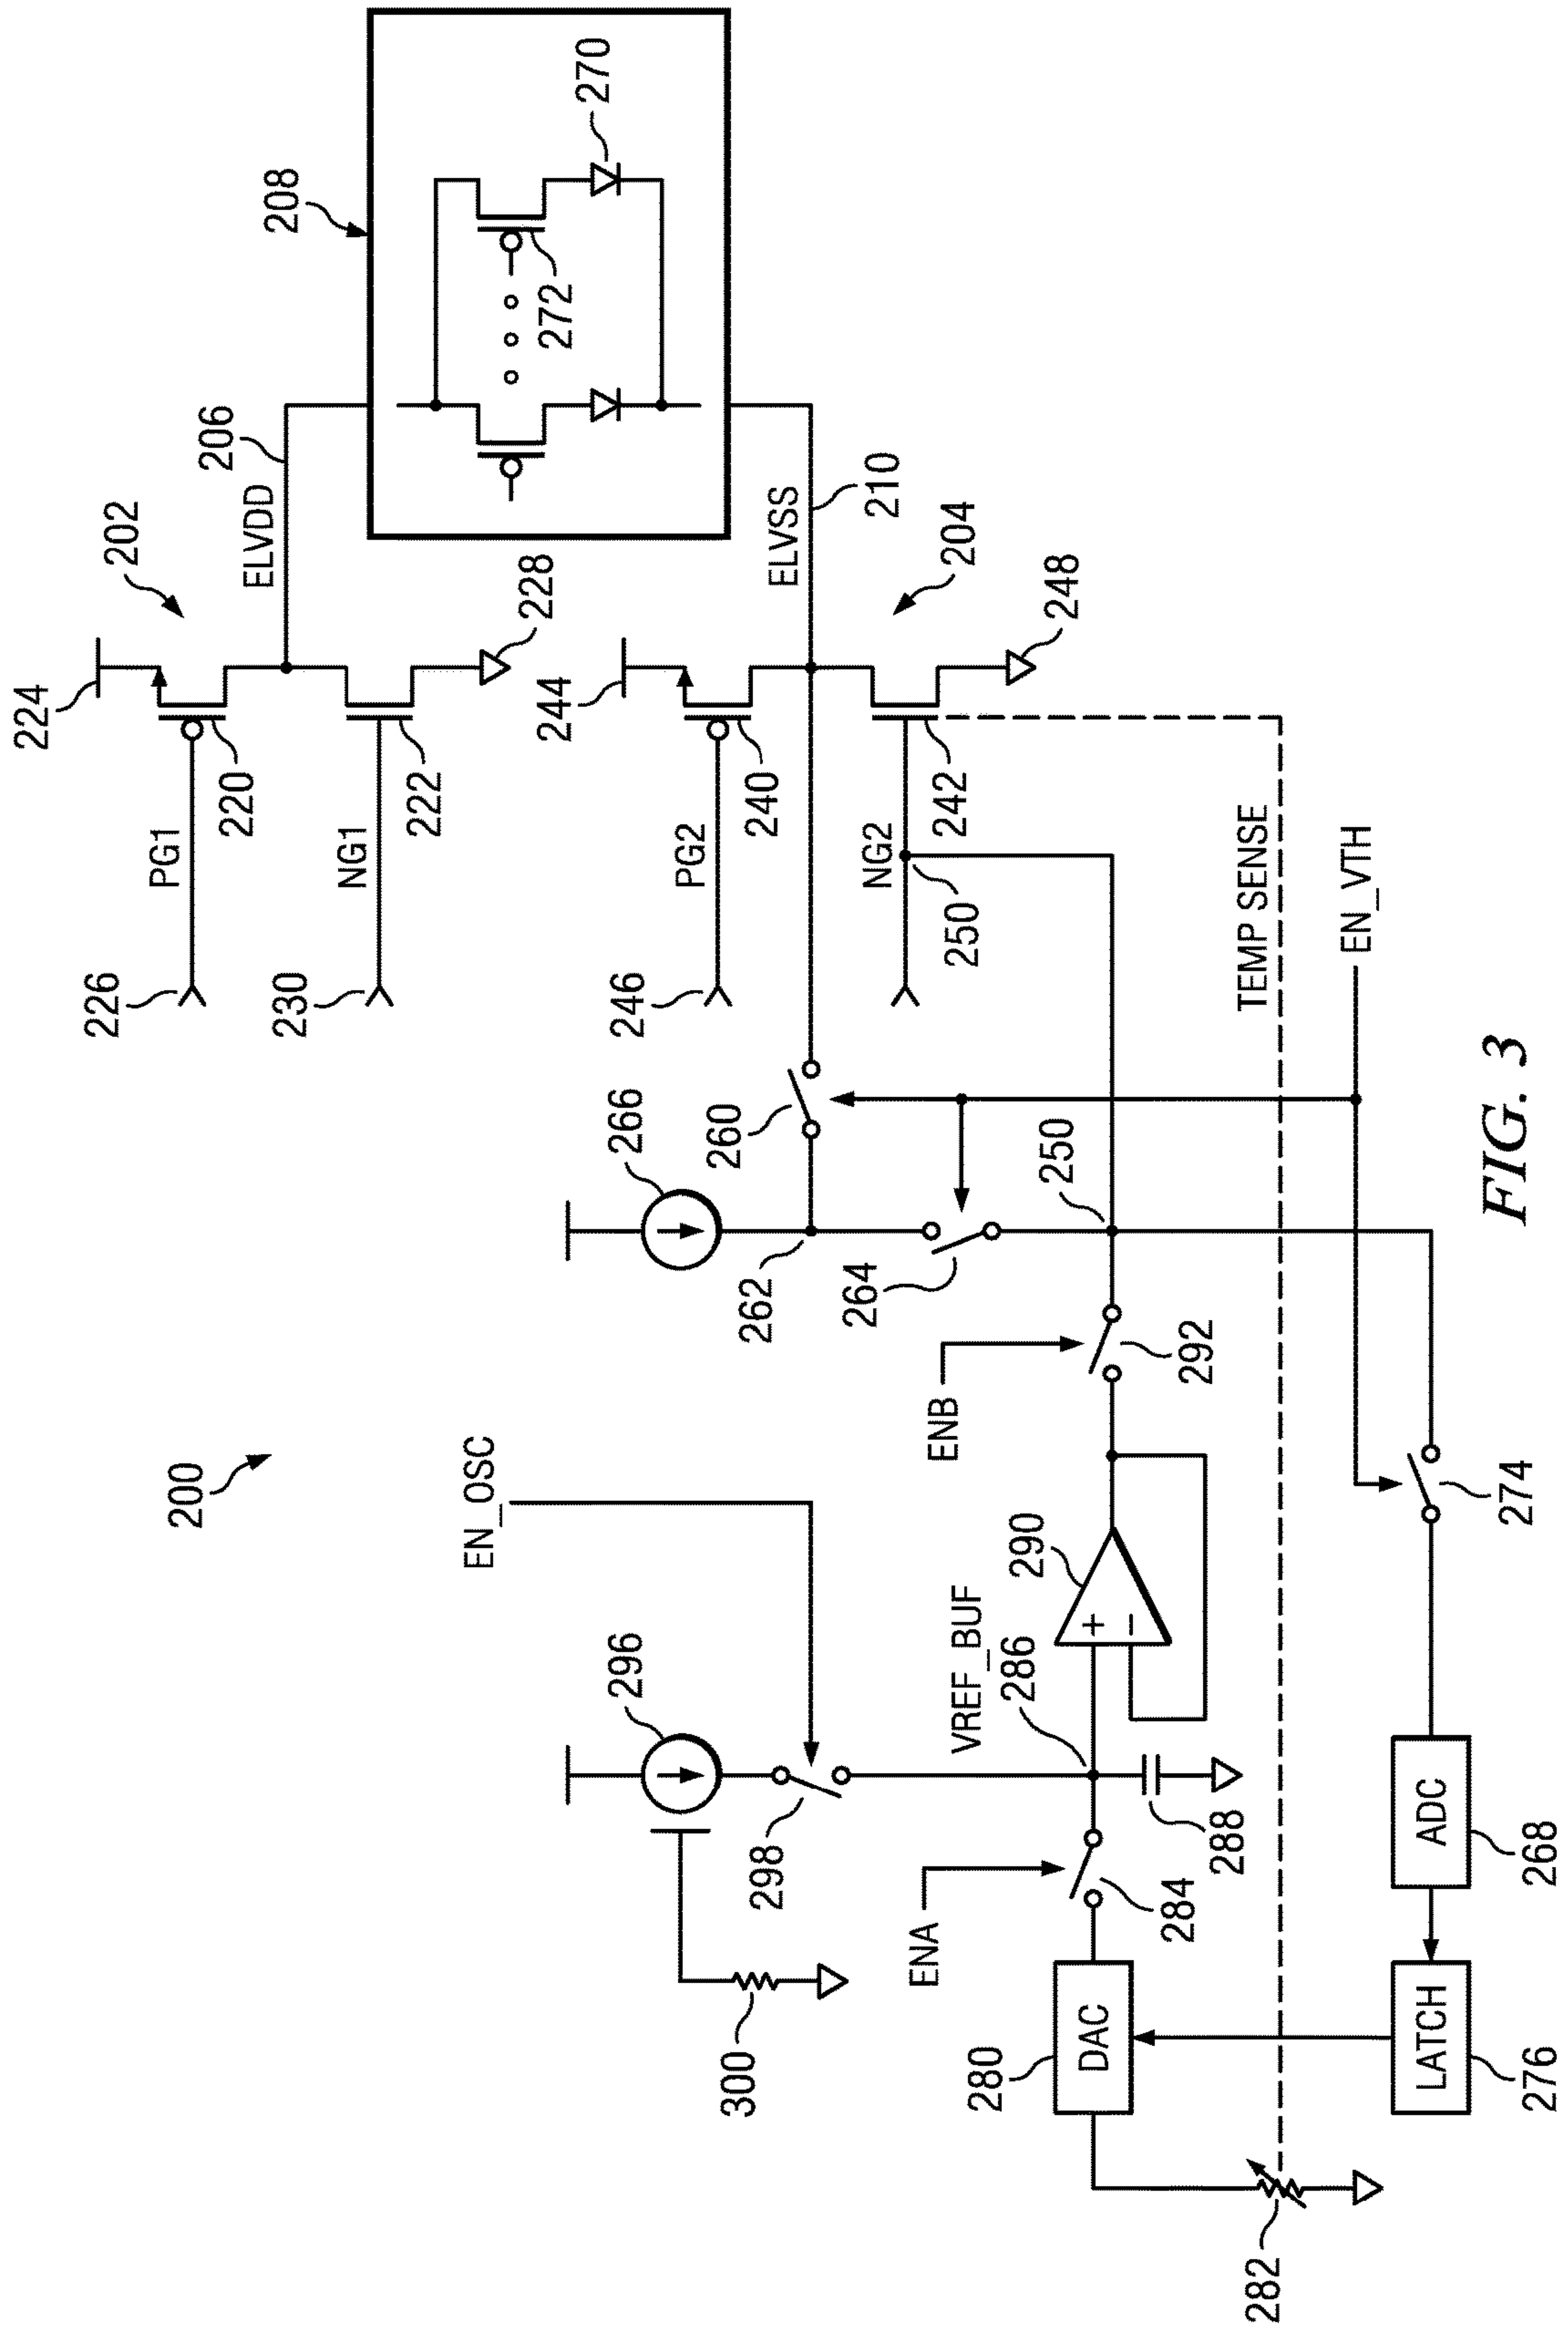 200
224
PG1
226
220
202
NG1
230
222
228
206
ELVDD
208
270
272
244
PG2
246
240
ELVSS
210
204
NG2
250
242
248
266
260
262
264
250
EN_OSC
296
298
300
ENB
292
VREF_BUF
286
290
288
ENA
284
280
DAC
282
TEMP SENSE
EN_VTH
274
ADC
268
LATCH
276
FIG. 3